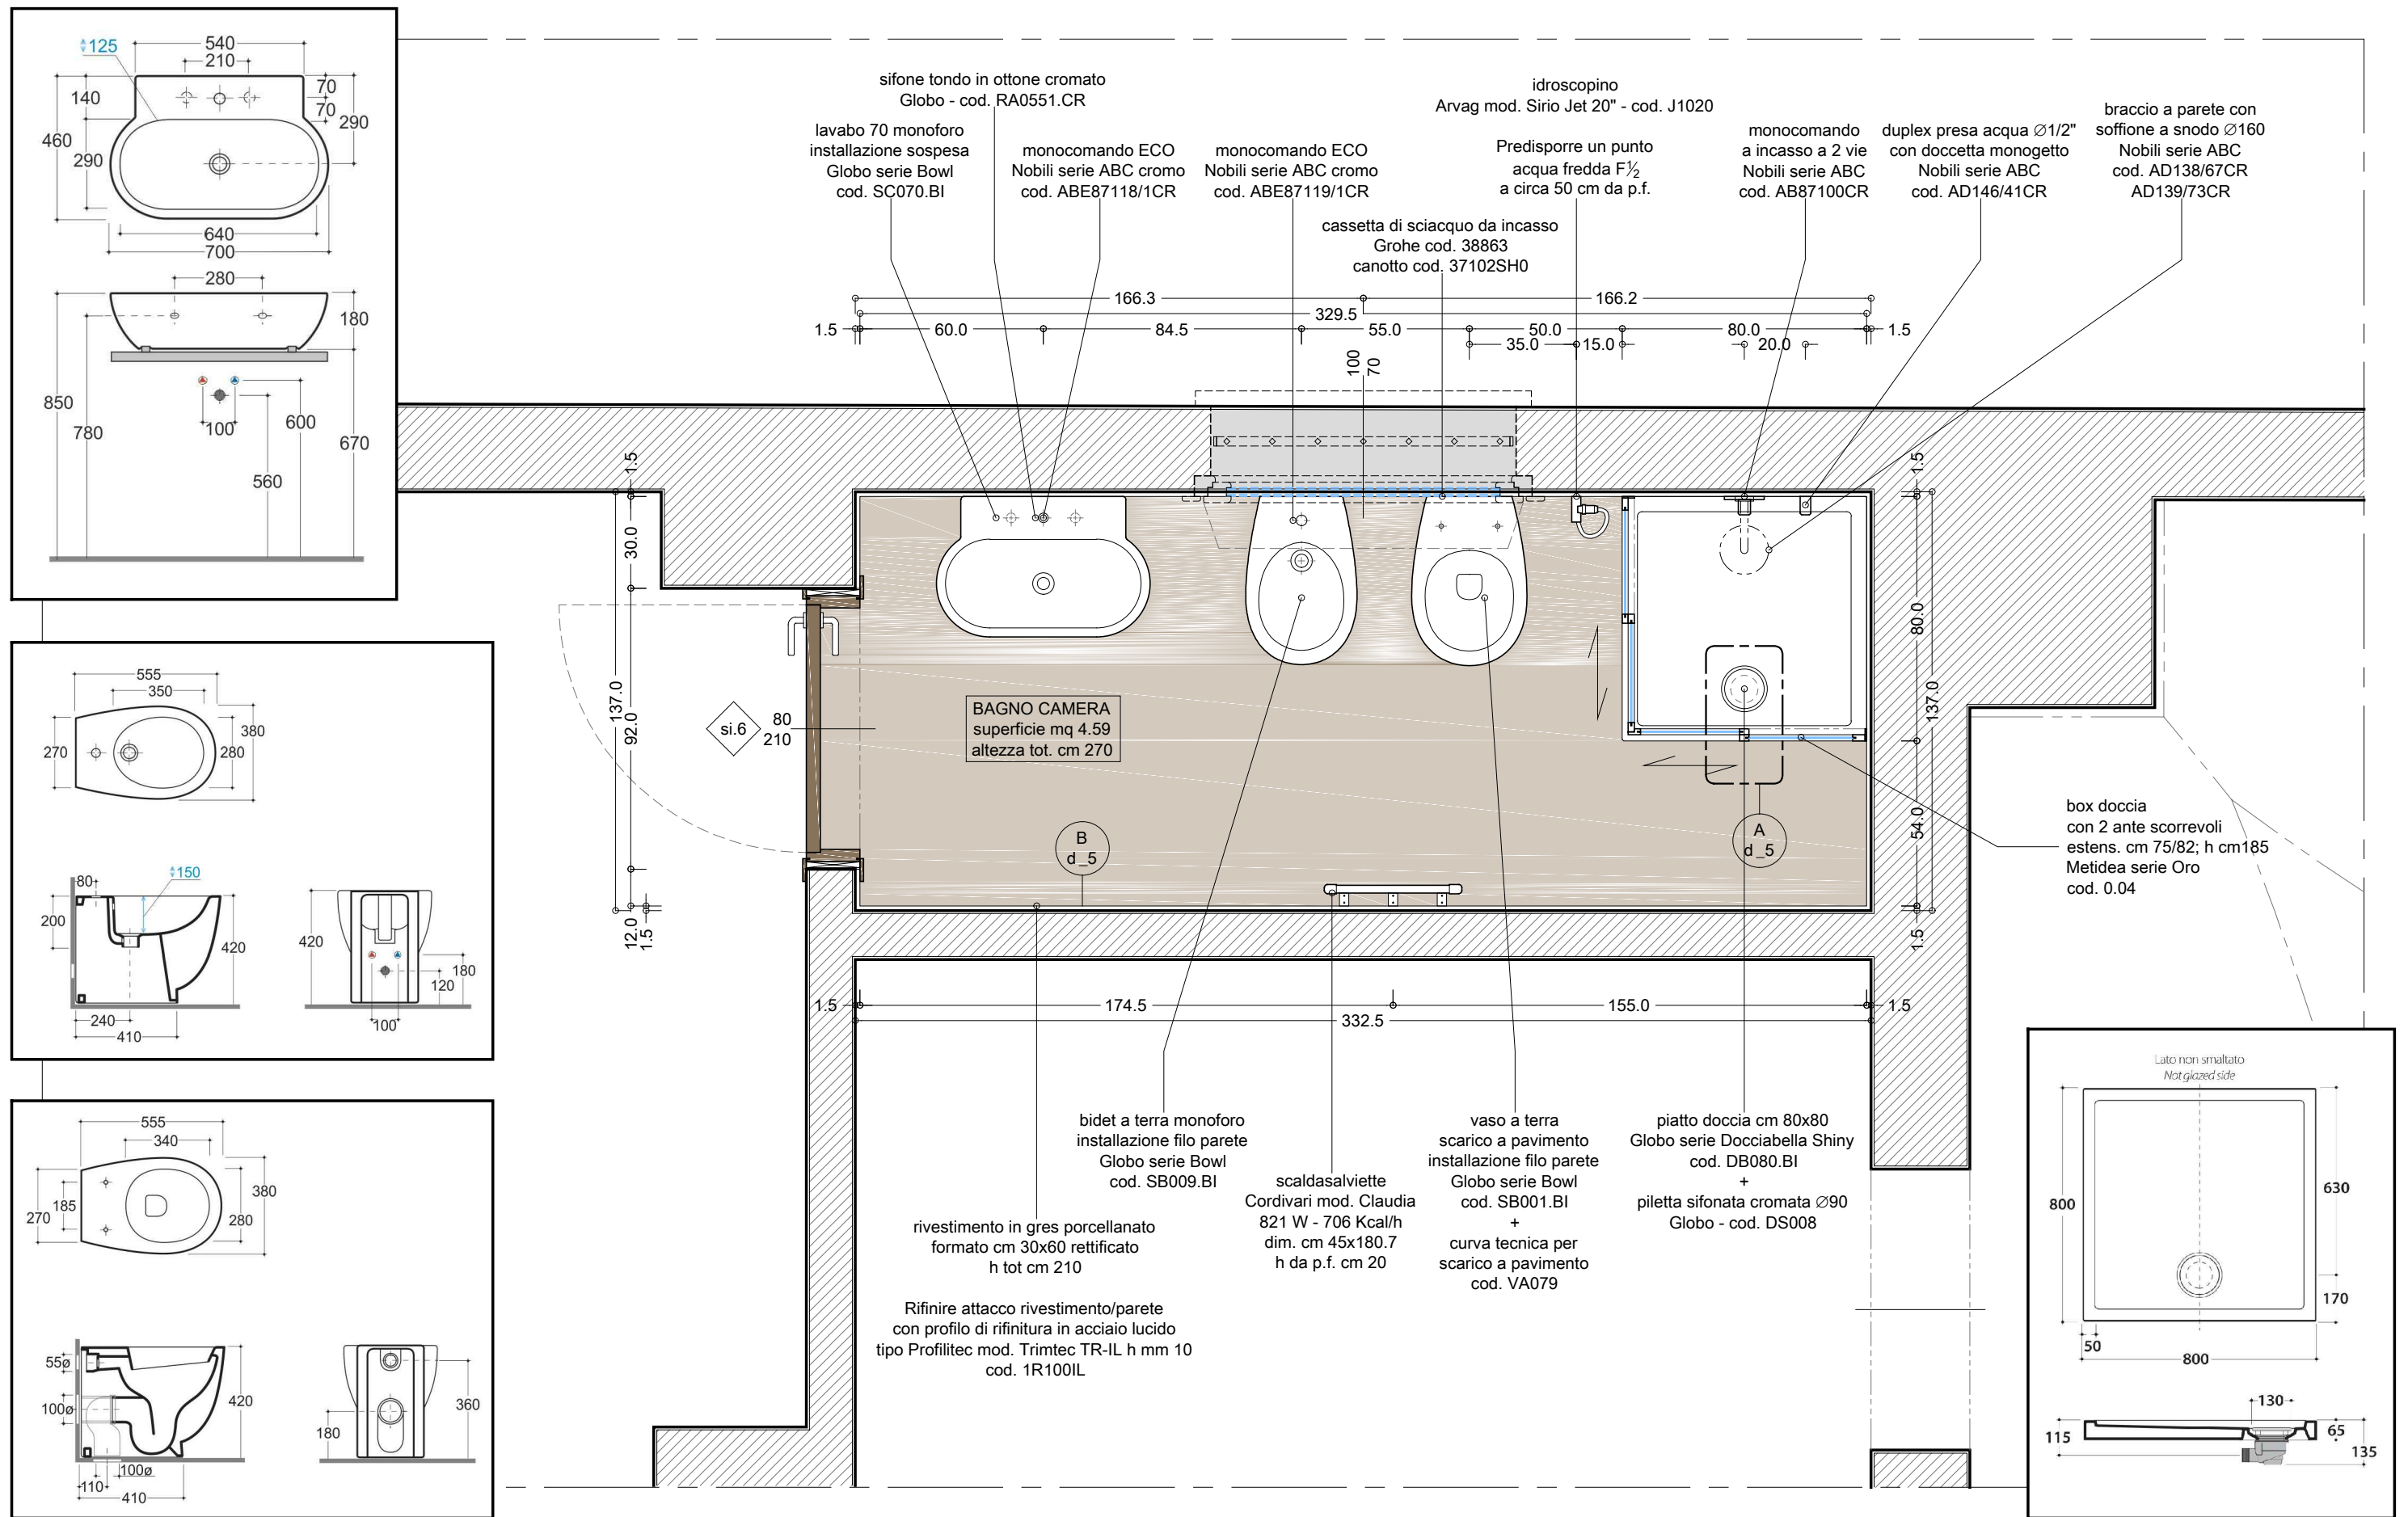 125
540
210
140
70
70
290
460
290
640
700
280
180
850
780
100
600
560
670
555
350
270
280
380
80
150
200
420
240
410
420
180
120
100
555
340
270
185
280
380
55ø
100ø
420
100ø
110
410
360
180
sifone tondo in ottone cromato
Globo - cod. RA0551.CR
lavabo 70 monoforo
installazione sospesa
Globo serie Bowl
cod. SC070.BI
monocomando ECO
Nobili serie ABC cromo
cod. ABE87118/1CR
monocomando ECO
Nobili serie ABC cromo
cod. ABE87119/1CR
idroscopino
Arvag mod. Sirio Jet 20" - cod. J1020
Predisporre un punto
acqua fredda F½
a circa 50 cm da p.f.
cassetta di sciacquo da incasso
Grohe cod. 38863
canotto cod. 37102SH0
monocomando
a incasso a 2 vie
Nobili serie ABC
cod. AB87100CR
duplex presa acqua ∅1/2"
con doccetta monogetto
Nobili serie ABC
cod. AD146/41CR
braccio a parete con
soffione a snodo ∅160
Nobili serie ABC
cod. AD138/67CR
AD139/73CR
166.3
166.2
329.5
1.5
60.0
84.5
55.0
50.0
80.0
1.5
35.0
15.0
20.0
100
70
1.5
30.0
137.0
92.0
12.0
1.5
si.6
80
210
BAGNO CAMERA
superficie mq 4.59
altezza tot. cm 270
B
d_5
A
d_5
1.5
80.0
137.0
54.0
1.5
box doccia
con 2 ante scorrevoli
estens. cm 75/82; h cm185
Metidea serie Oro
cod. 0.04
1.5
174.5
155.0
1.5
332.5
bidet a terra monoforo
installazione filo parete
Globo serie Bowl
cod. SB009.BI
scaldasalviette
Cordivari mod. Claudia
821 W - 706 Kcal/h
dim. cm 45x180.7
h da p.f. cm 20
vaso a terra
scarico a pavimento
installazione filo parete
Globo serie Bowl
cod. SB001.BI
+
curva tecnica per
scarico a pavimento
cod. VA079
piatto doccia cm 80x80
Globo serie Docciabella Shiny
cod. DB080.BI
+
piletta sifonata cromata ∅90
Globo - cod. DS008
rivestimento in gres porcellanato
formato cm 30x60 rettificato
h tot cm 210
Rifinire attacco rivestimento/parete
con profilo di rifinitura in acciaio lucido
tipo Profilitec mod. Trimtec TR-IL h mm 10
cod. 1R100IL
Lato non smaltato
Not glazed side
800
630
170
50
800
130
115
65
135